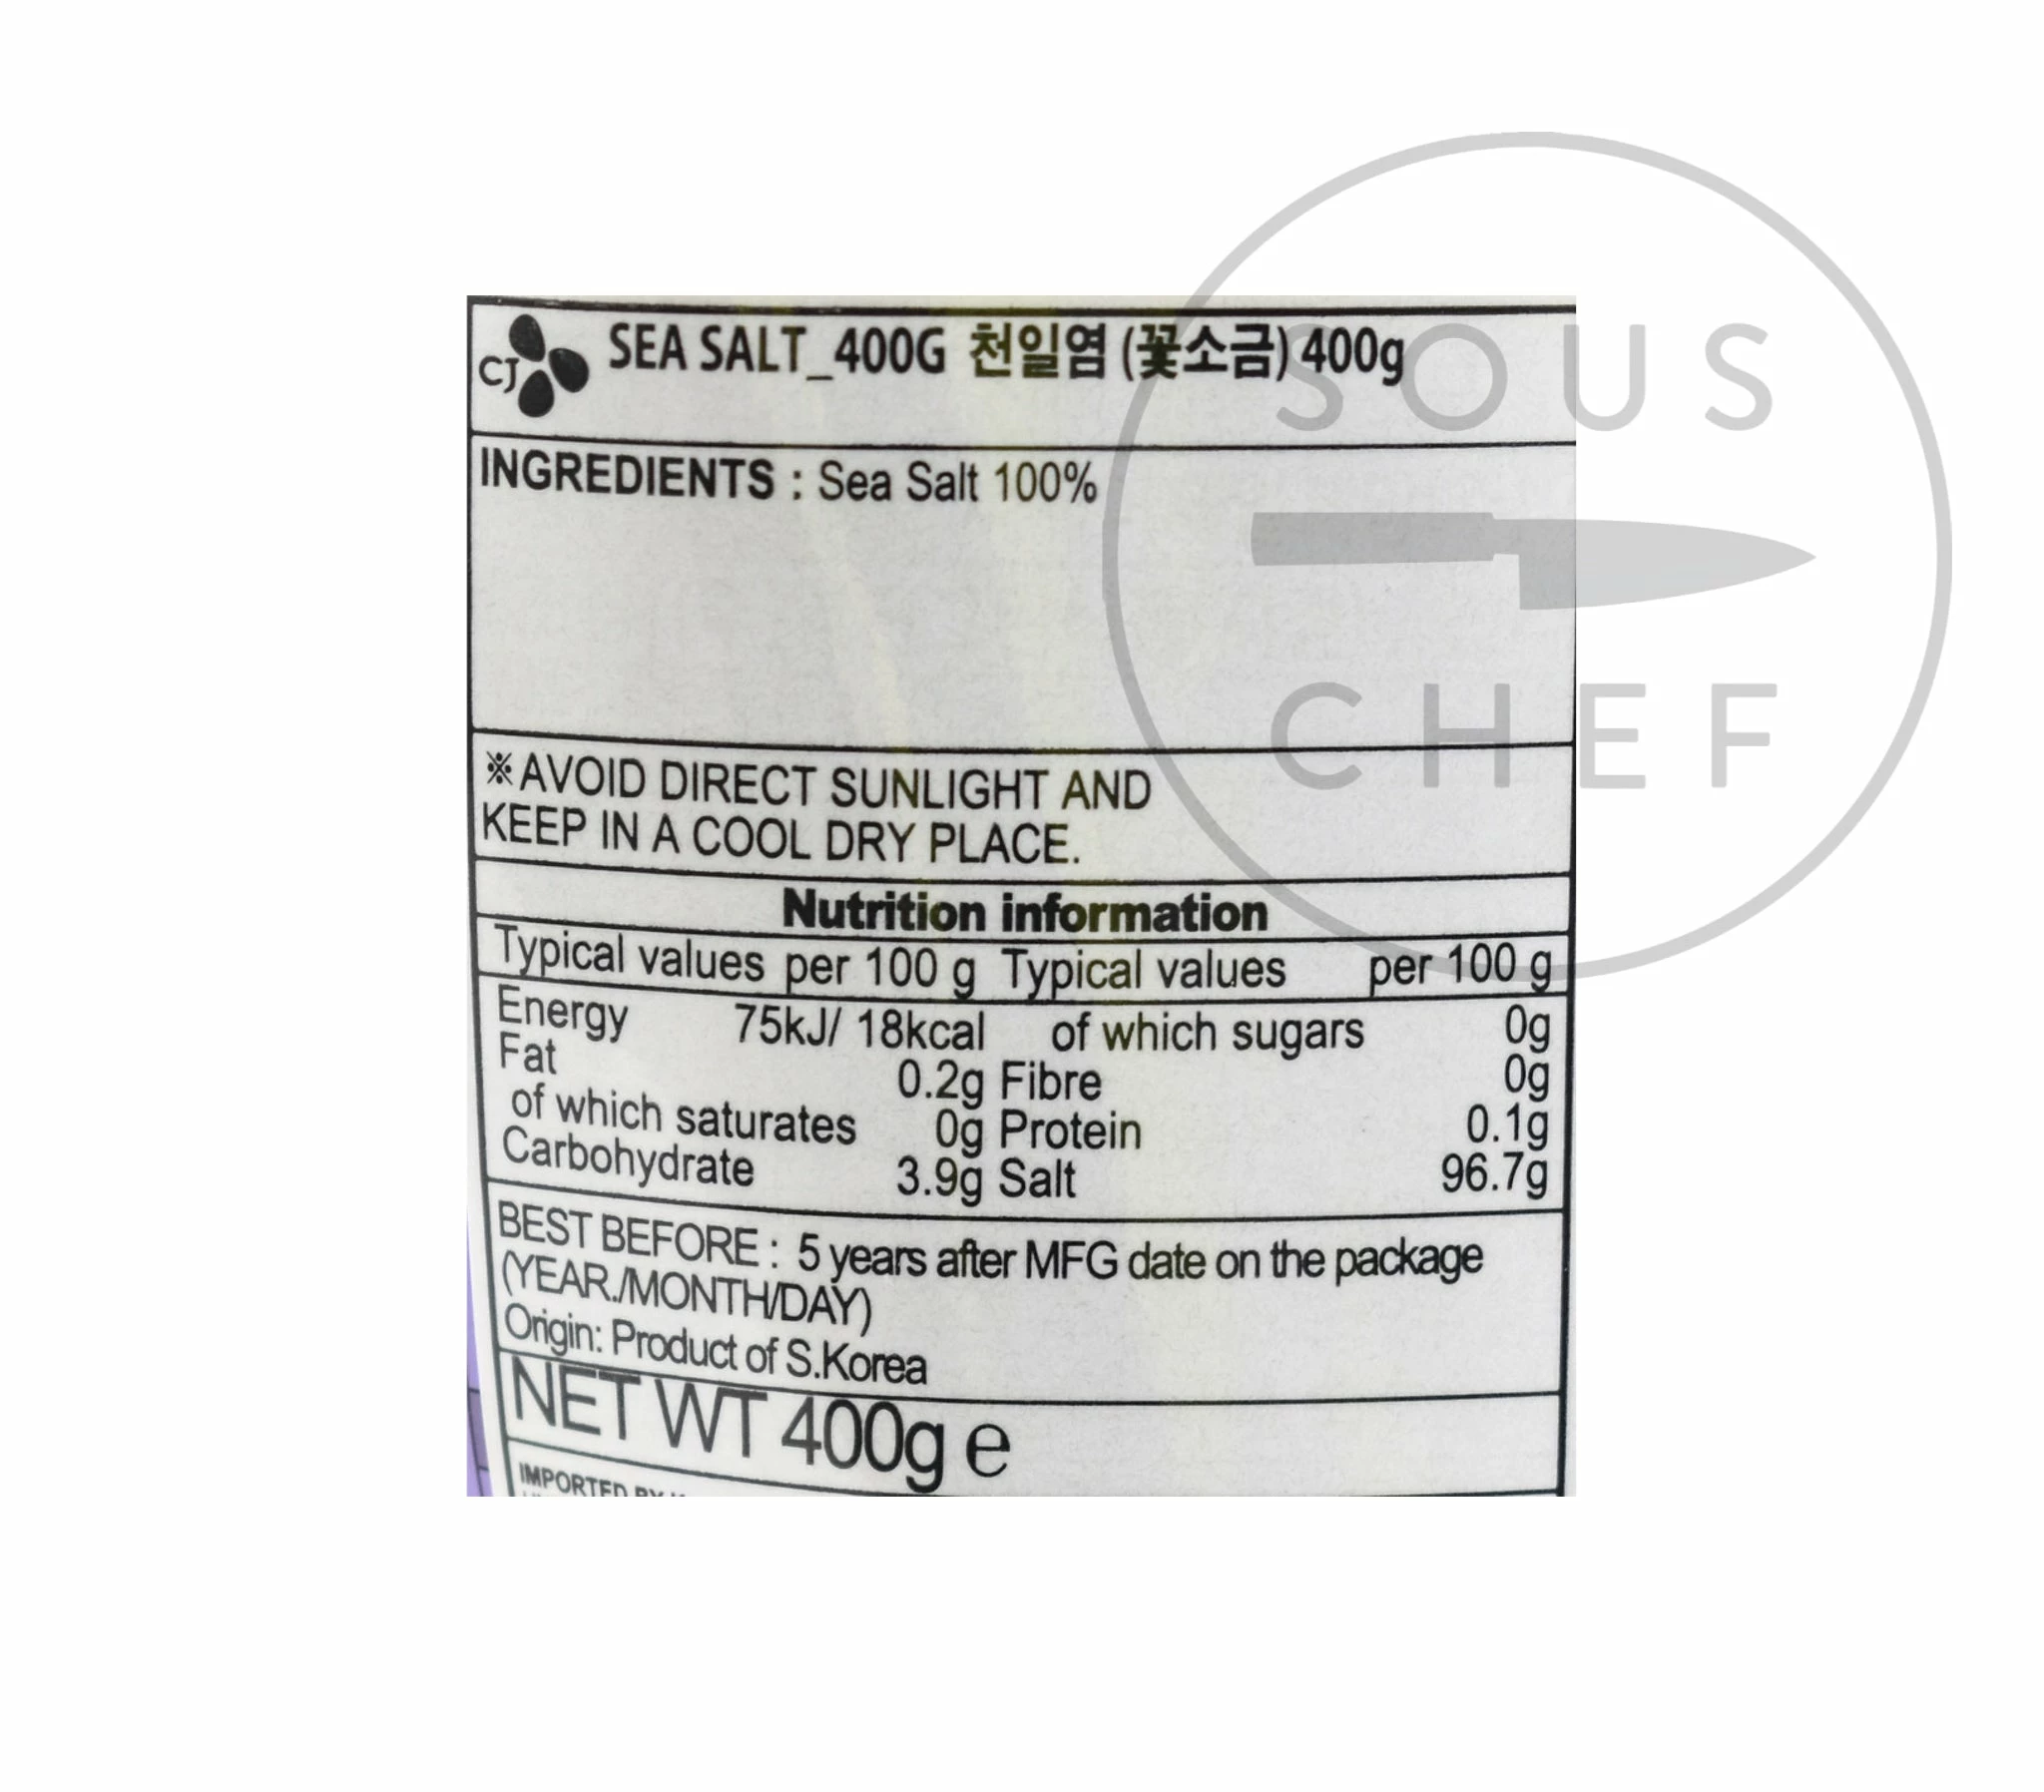 CJ
SEA SALT_400G 천일염 (꽃소금) 400g
INGREDIENTS : Sea Salt 100%
※AVOID DIRECT SUNLIGHT AND
KEEP IN A COOL DRY PLACE.
Nutrition information
Typical values per 100 g Typical values per 100 g
Energy 75kJ/ 18kcal of which sugars 0g
Fat 0.2g Fibre 0g
of which saturates 0g Protein 0.1g
Carbohydrate 3.9g Salt 96.7g
BEST BEFORE : 5 years after MFG date on the package
(YEAR./MONTH/DAY)
Origin: Product of S.Korea
NET WT 400g e
IMPORTED BY
SOUS
CHEF